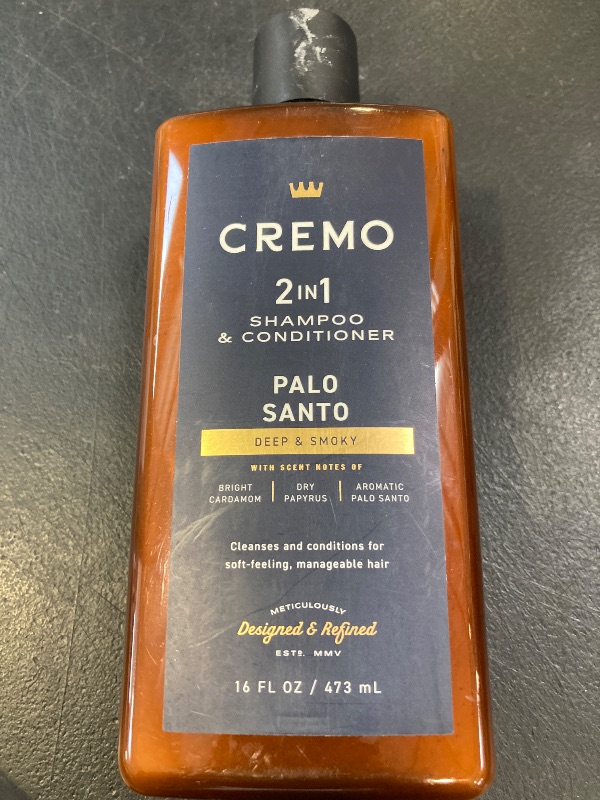 CREMO
2IN1
SHAMPOO
& CONDITIONER
PALO
SANTO
DEEP & SMOKY
WITH SCENT NOTES OF
BRIGHT CARDAMOM | DRY PAPYRUS | AROMATIC PALO SANTO
Cleanses and conditions for
soft-feeling, manageable hair
METICULOUSLY
Designed & Refined
ESTD. MMV
16 FL OZ / 473 mL